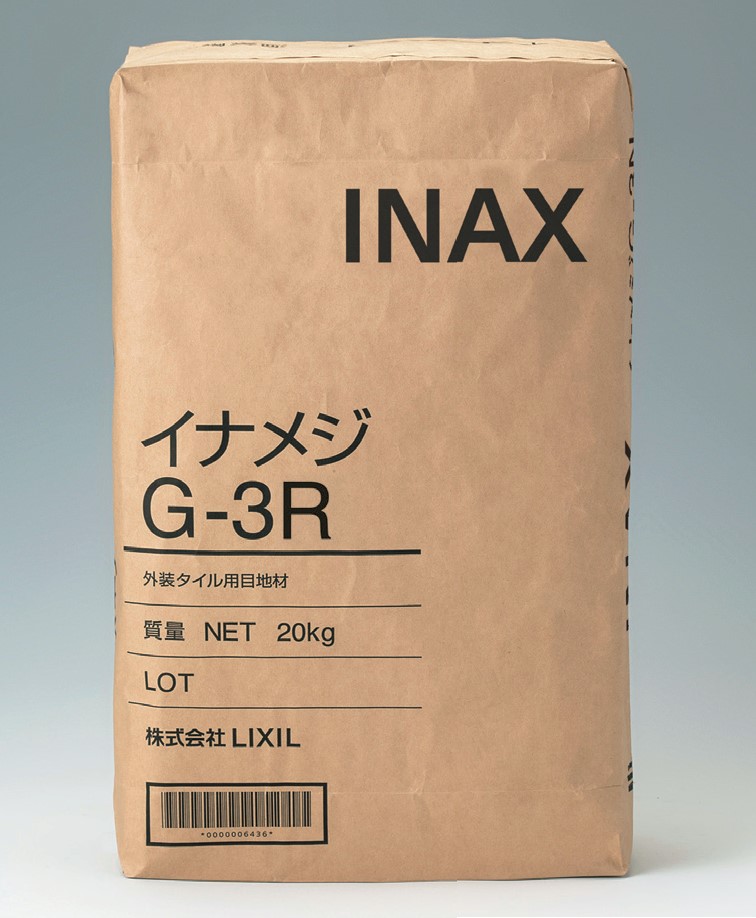 INAX
イナメジ
G-3R
外装タイル用目地材
質量 NET 20kg
LOT
株式会社 LIXIL
*0000006436*